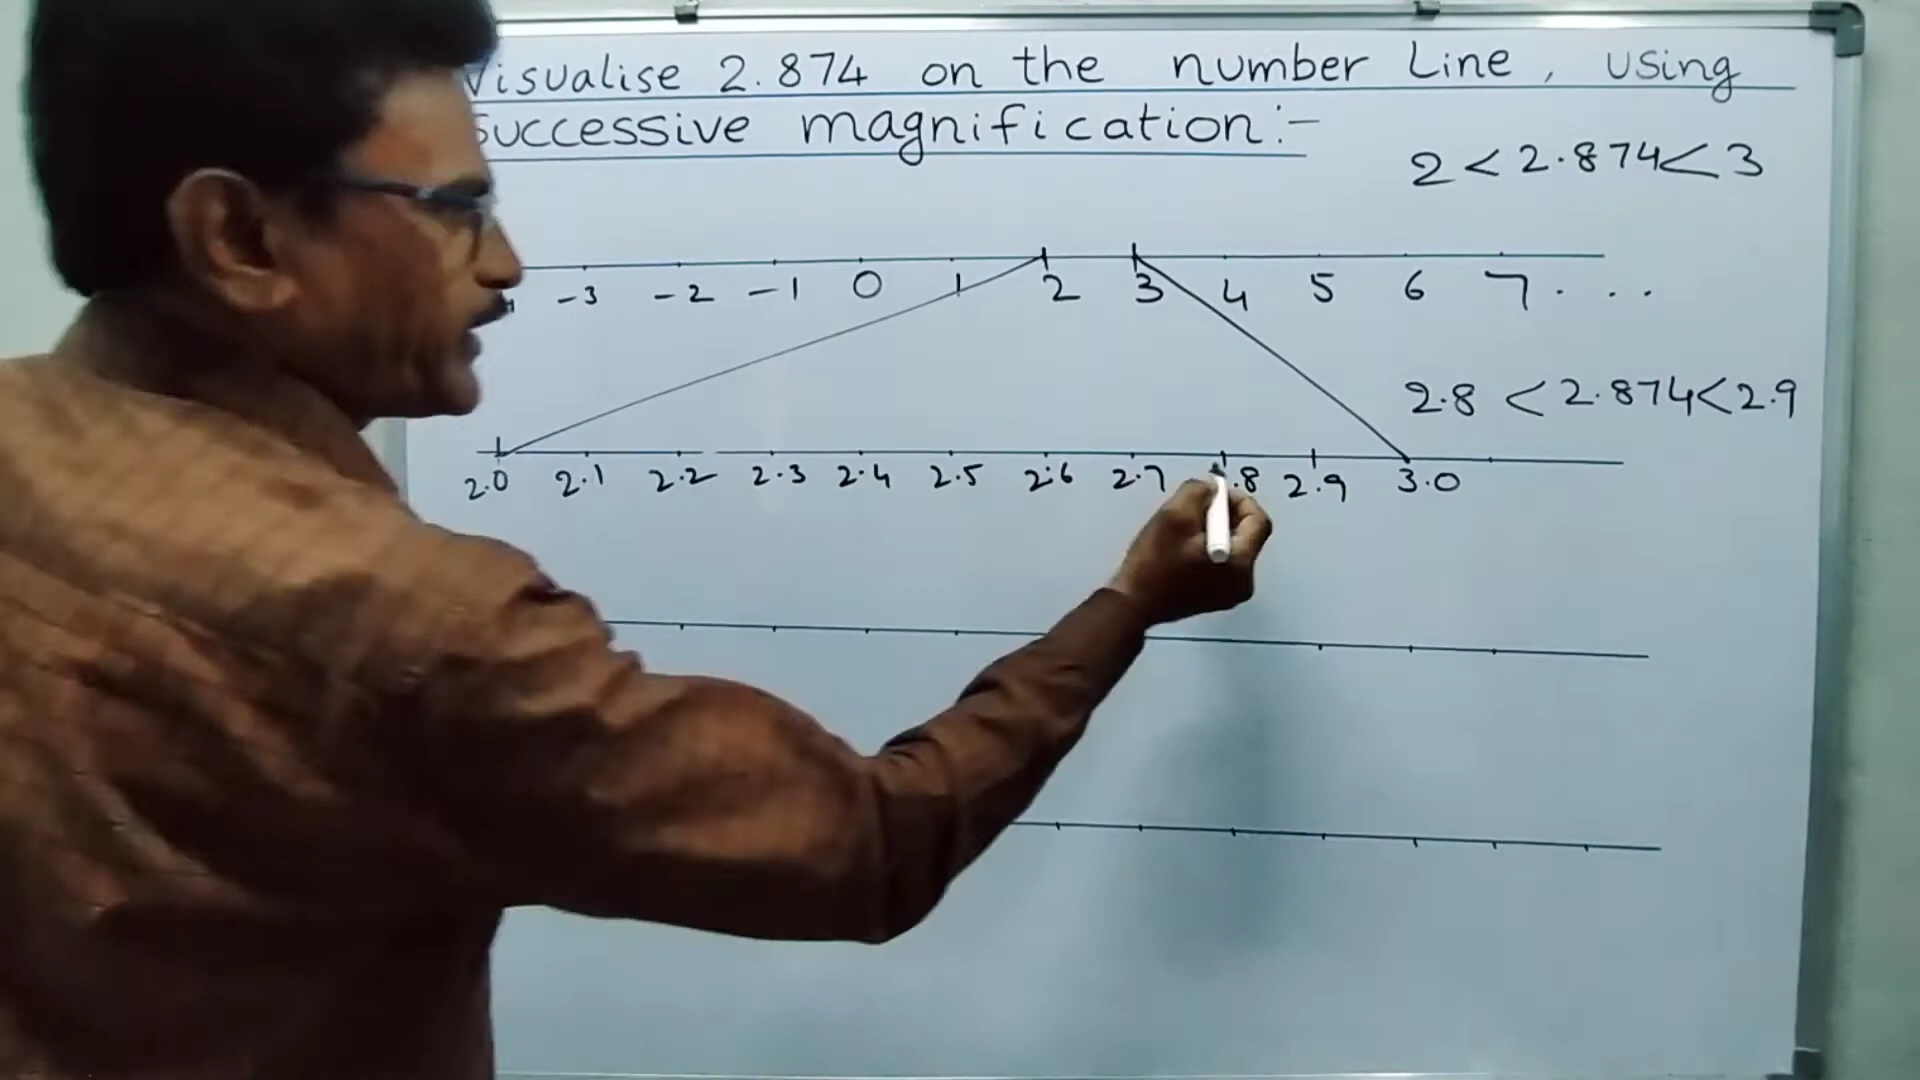 Visualise 2.874 on the number Line, using
Successive magnification:-
2 < 2.874 < 3
-3 -2 -1 0 1 2 3 4 5 6 7 . . .
2.8 < 2.874 < 2.9
2.0 2.1 2.2 2.3 2.4 2.5 2.6 2.7 .8 2.9 3.0